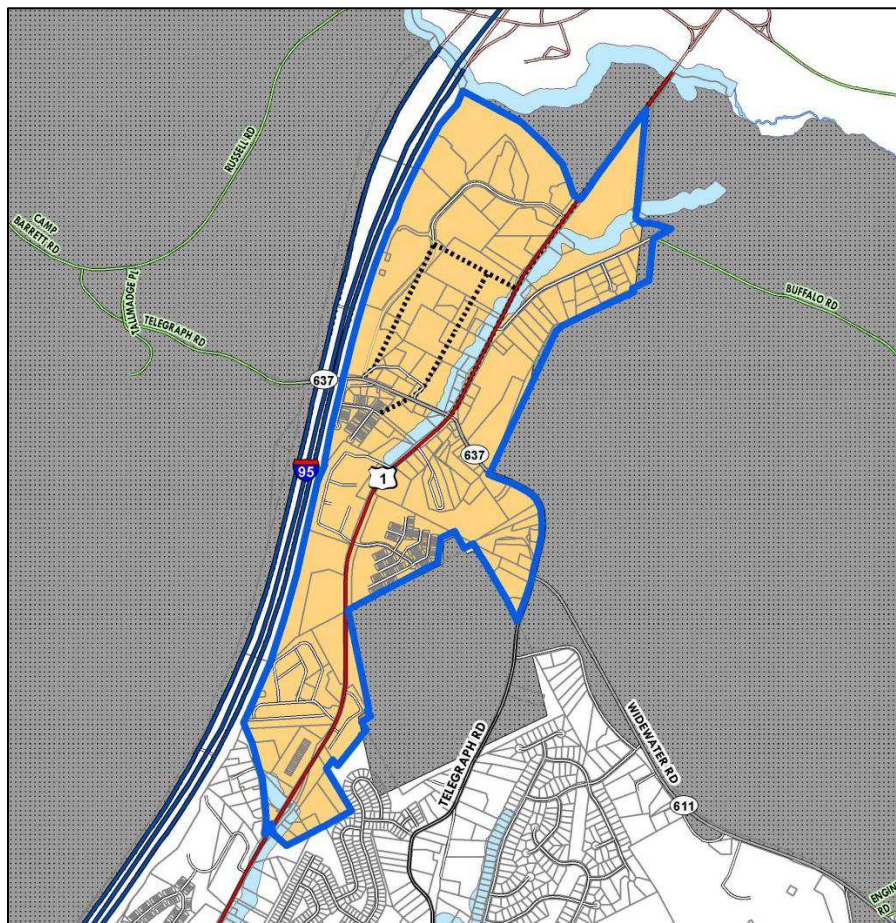 RUSSELL RD
CAMP
BARRETT RD
TALLMADGE PL
TELEGRAPH RD
BUFFALO RD
637
95
1
637
TELEGRAPH RD
WIDEWATER RD
611